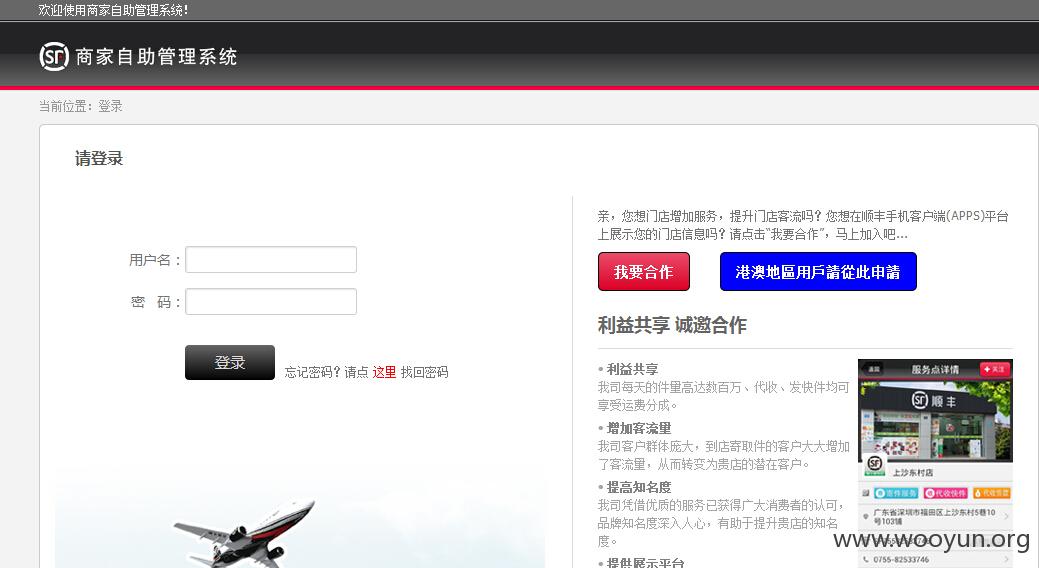 欢迎使用商家自助管理系统！
SF 商家自助管理系统
当前位置：登录
请登录
用户名：
密 码：
登录
忘记密码？请点 这里 找回密码
亲，您想门店增加服务，提升门店客流吗？您想在顺丰手机客户端(APPS)平台
上展示您的门店信息吗？请点击“我要合作”，马上加入吧...
我要合作
港澳地區用戶請從此申請
利益共享 诚邀合作
• 利益共享
我司每天的件量高达数百万、代收、发快件均可
享受运费分成。
• 增加客流量
我司客户群体庞大，到店寄取件的客户大大增加
了客流量，从而转变为贵店的潜在客户。
• 提高知名度
我司凭借优质的服务已获得广大消费者的认可，
品牌知名度深入人心，有助于提升贵店的知名
度。
• 提供展示平台
返回
服务点详情
+ 关注
SF 顺丰
SF
上沙东村店
寄件服务
代收快件
代收货款
广东省深圳市福田区上沙东村5巷10
号103铺
0755-82533746
www.wooyun.org